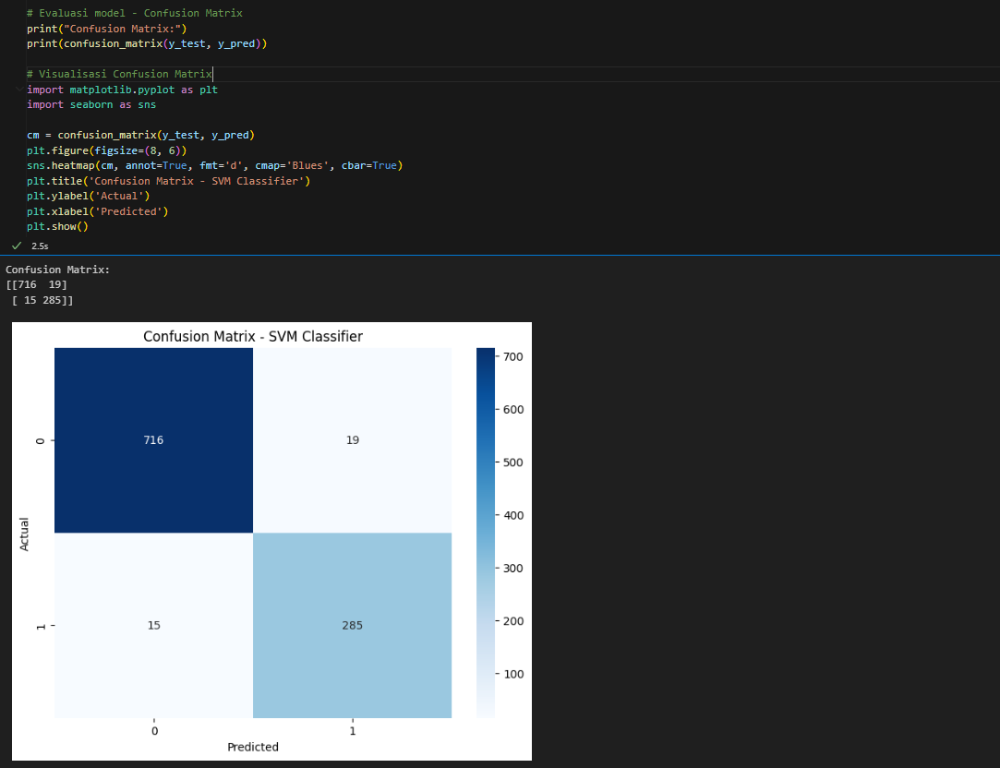 # Evaluasi model - Confusion Matrix
print("Confusion Matrix:")
print(confusion_matrix(y_test, y_pred))
# Visualisasi Confusion Matrix
import matplotlib.pyplot as plt
import seaborn as sns
cm = confusion_matrix(y_test, y_pred)
plt.figure(figsize=(8, 6))
sns.heatmap(cm, annot=True, fmt='d', cmap='Blues', cbar=True)
plt.title('Confusion Matrix - SVM Classifier')
plt.ylabel('Actual')
plt.xlabel('Predicted')
plt.show()
2.5s
Confusion Matrix:
[[716  19]
 [ 15 285]]
Confusion Matrix - SVM Classifier
700
600
500
400
300
200
100
Actual
0
716
19
1
15
285
0
1
Predicted